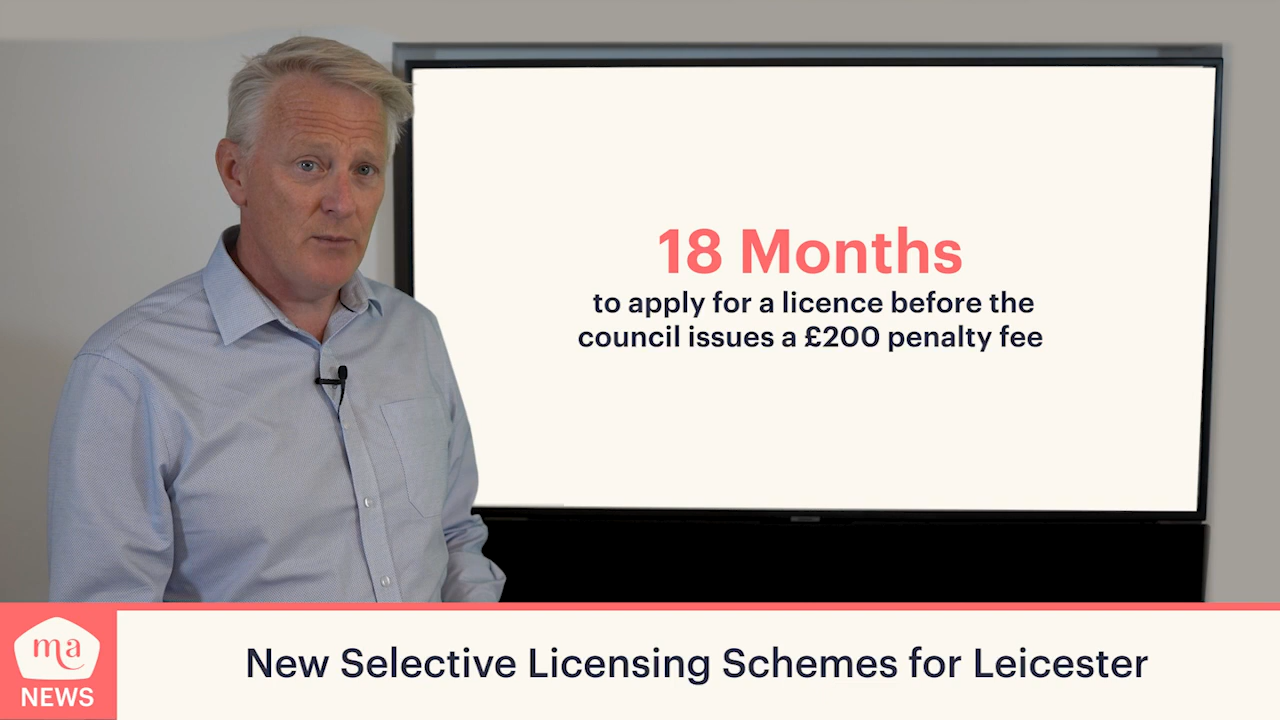 18 Months
to apply for a licence before the
council issues a £200 penalty fee
ma
NEWS
New Selective Licensing Schemes for Leicester